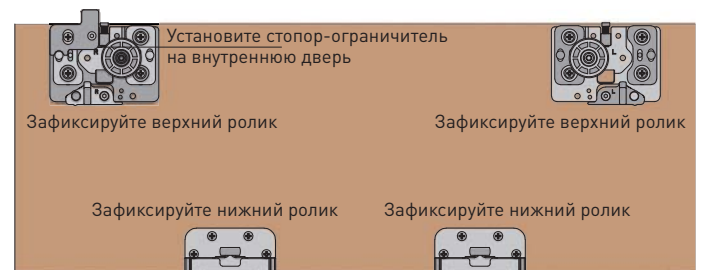 Установите стопор-ограничитель
на внутреннюю дверь
Зафиксируйте верхний ролик
Зафиксируйте верхний ролик
Зафиксируйте нижний ролик
Зафиксируйте нижний ролик